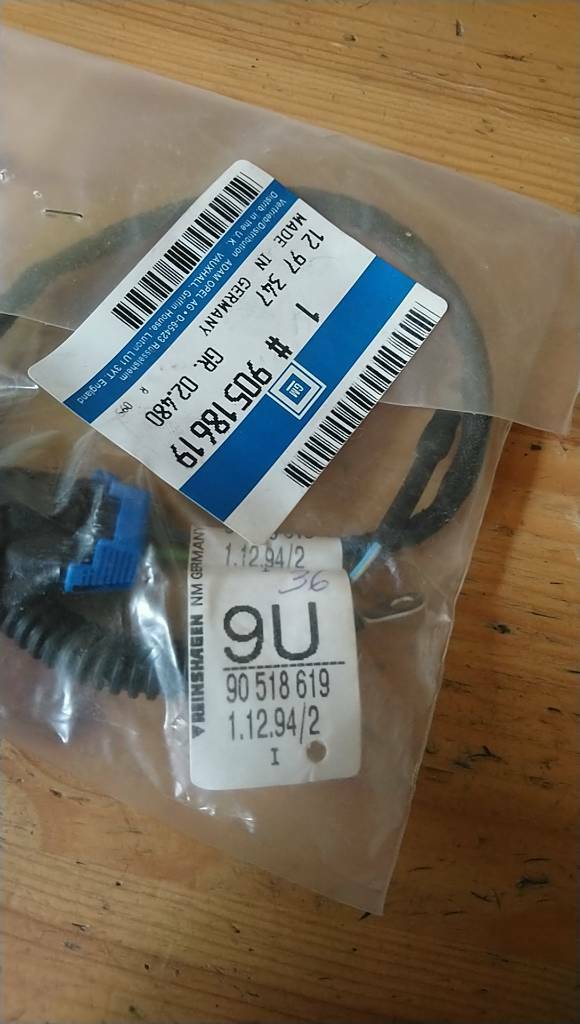 12 97 347
1 # 90518619
MADE IN GERMANY GR. 02.480
Vertrieb/Distribution ADAM OPEL AG • D-65423 Rüsselsheim
Distrib. in the U.K. VAUXHALL, Griffin House, Luton LU1 3YT England
GM
1.12.94/2
NM GERMANY
REINSHAGEN
36
9U
90 518 619
1.12.94/2
I